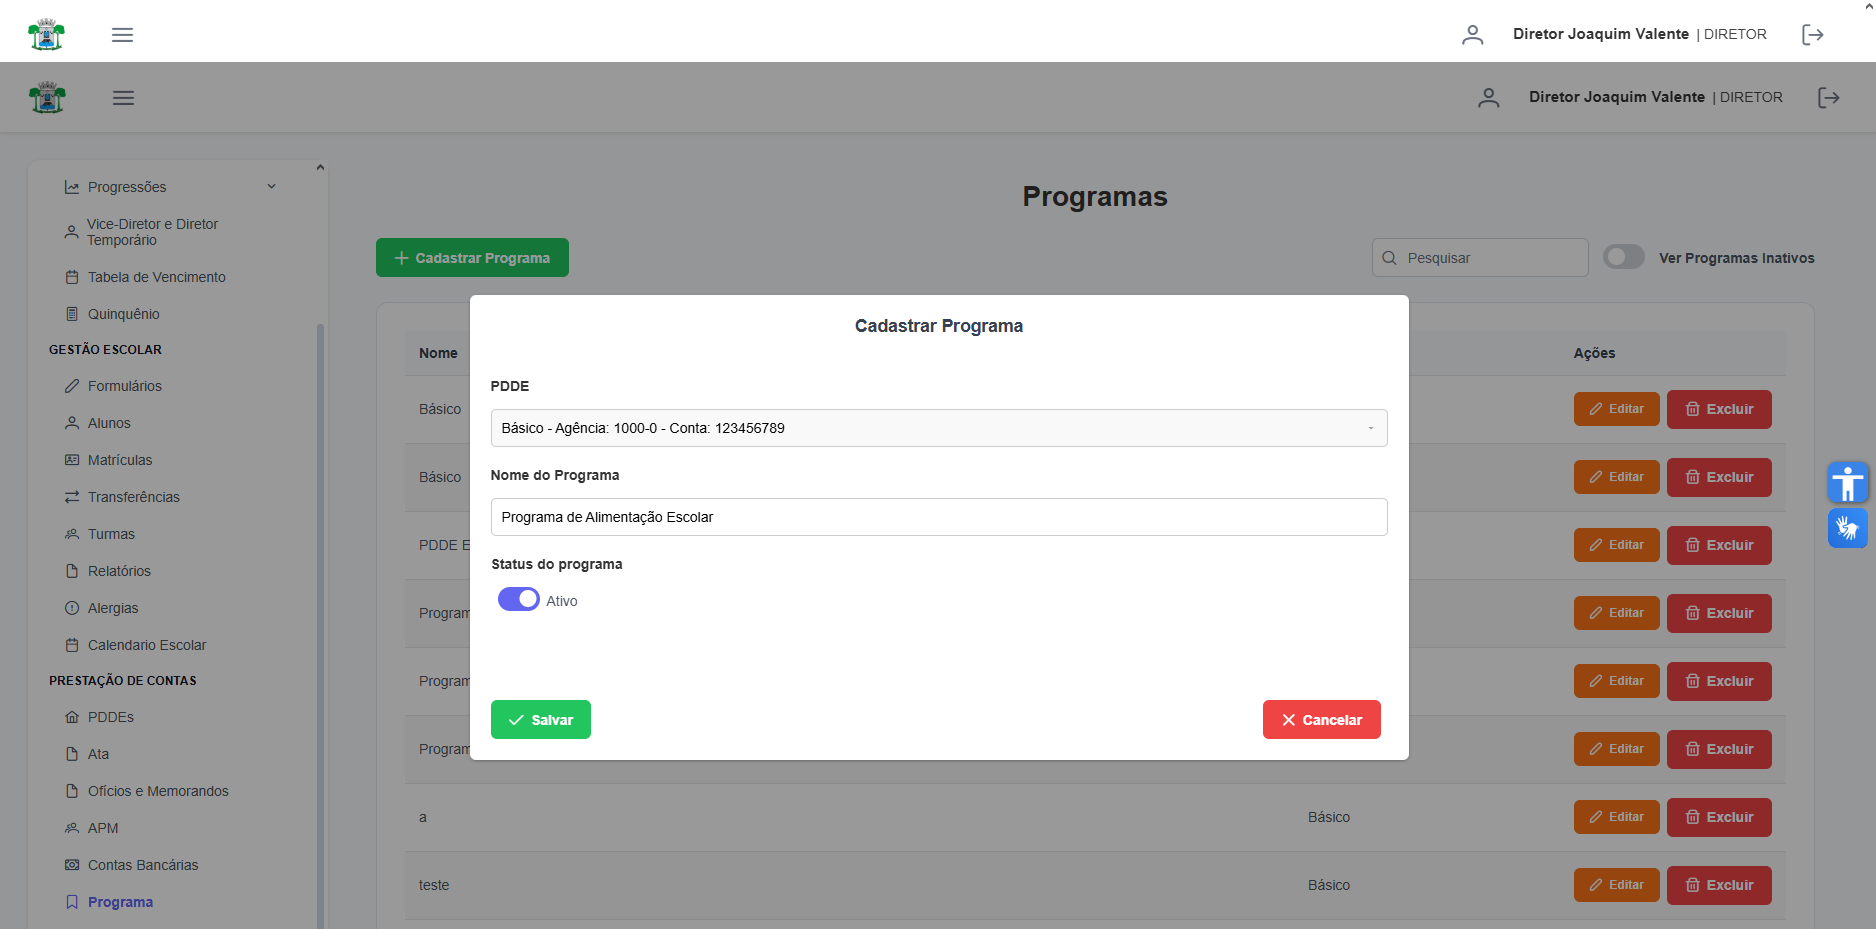 Diretor Joaquim Valente | DIRETOR
Diretor Joaquim Valente | DIRETOR
Progressões
Vice-Diretor e Diretor
Temporário
Tabela de Vencimento
Quinquênio
GESTÃO ESCOLAR
Formulários
Alunos
Matrículas
Transferências
Turmas
Relatórios
Alergias
Calendario Escolar
PRESTAÇÃO DE CONTAS
PDDEs
Ata
Ofícios e Memorandos
APM
Contas Bancárias
Programa
Programas
Cadastrar Programa
Pesquisar
Ver Programas Inativos
Nome
Ações
Básico
Editar
Excluir
Básico
Editar
Excluir
PDDE E
Editar
Excluir
Program
Editar
Excluir
Program
Editar
Excluir
Program
Editar
Excluir
a
Básico
Editar
Excluir
teste
Básico
Editar
Excluir
Cadastrar Programa
PDDE
Básico - Agência: 1000-0 - Conta: 123456789
Nome do Programa
Programa de Alimentação Escolar
Status do programa
Ativo
Salvar
Cancelar